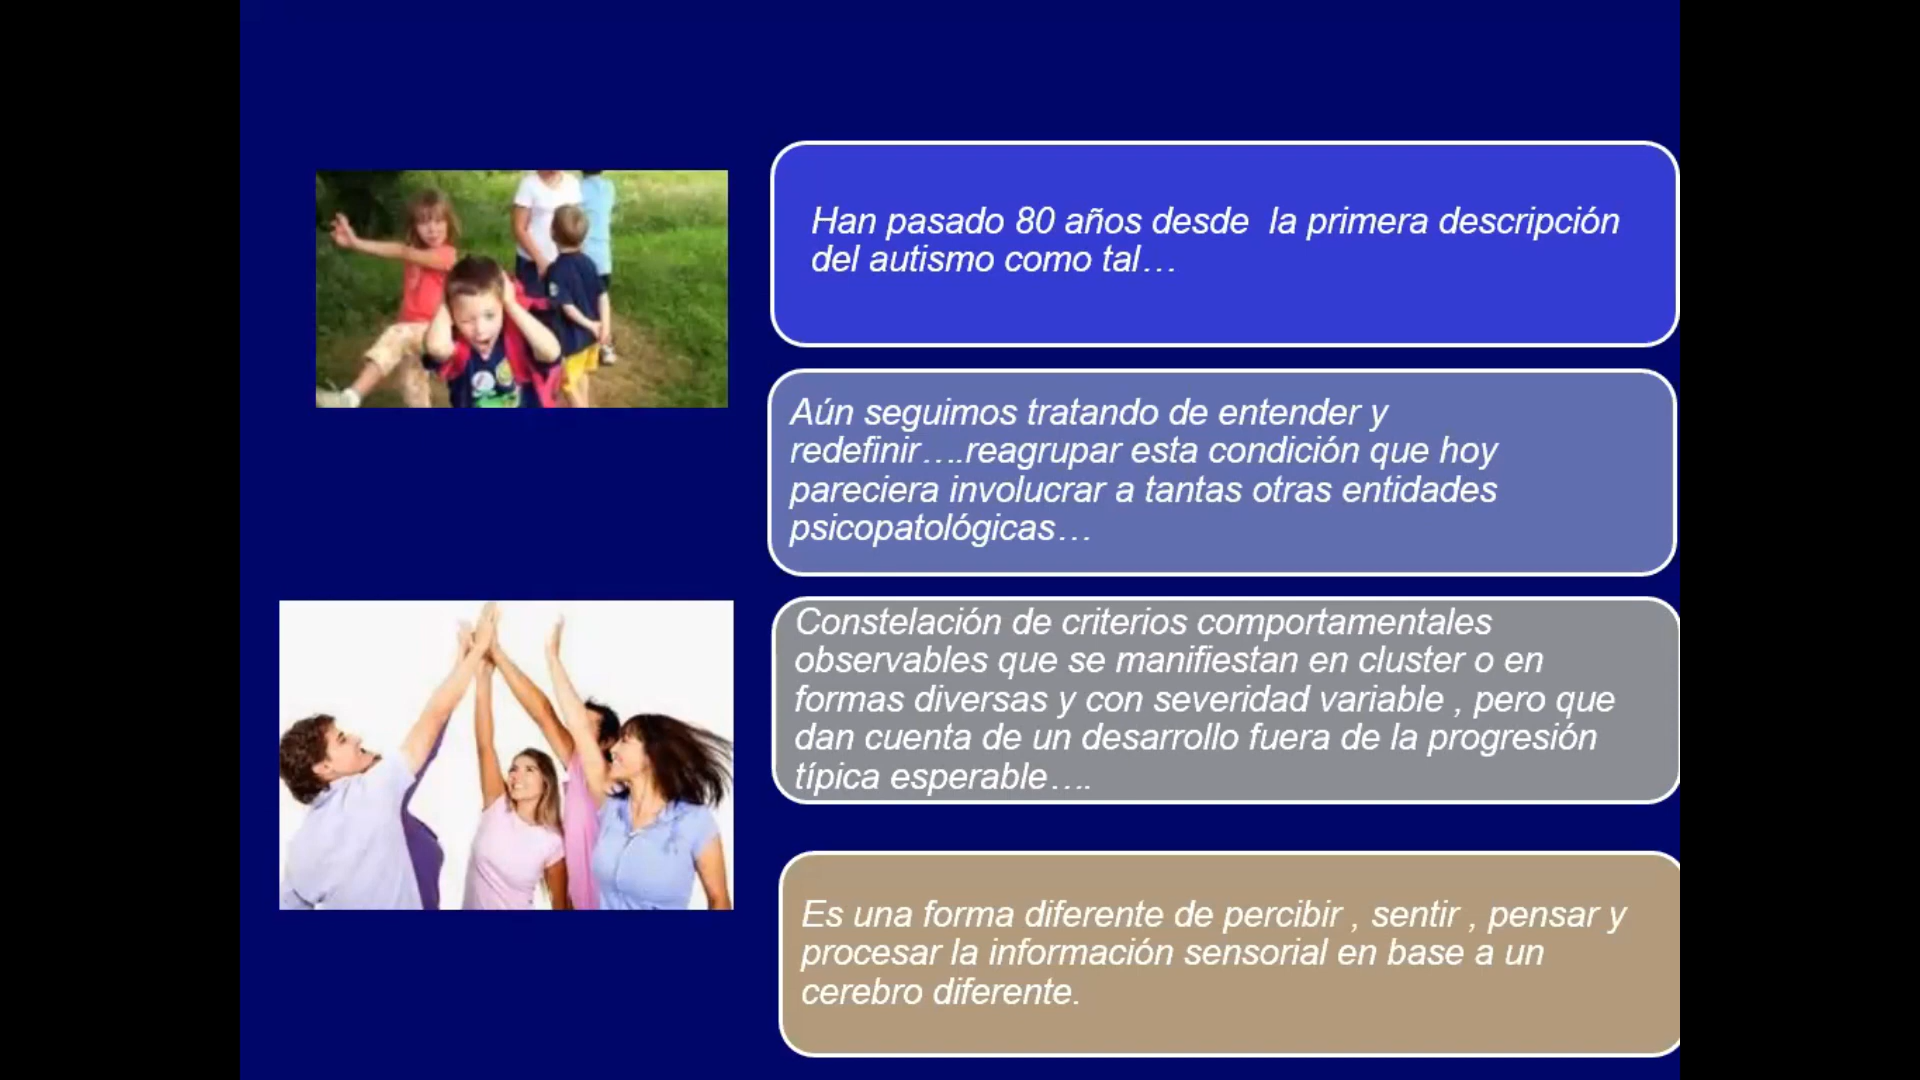 Han pasado 80 años desde  la primera descripción
del autismo como tal…
Aún seguimos tratando de entender y
redefinir….reagrupar esta condición que hoy
pareciera involucrar a tantas otras entidades
psicopatológicas…
Constelación de criterios comportamentales
observables que se manifiestan en cluster o en
formas diversas y con severidad variable , pero que
dan cuenta de un desarrollo fuera de la progresión
típica esperable….
Es una forma diferente de percibir , sentir , pensar y
procesar la información sensorial en base a un
cerebro diferente.